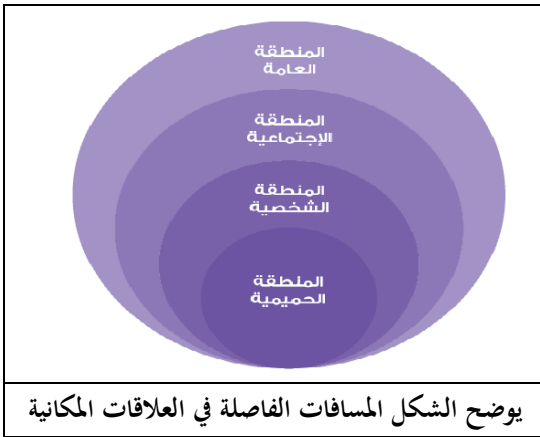 المنطقة
العامة
المنطقة
الإجتماعية
المنطقة
الشخصية
المنطقة
الحميمية
يوضح الشكل المسافات الفاصلة في العلاقات المكانية